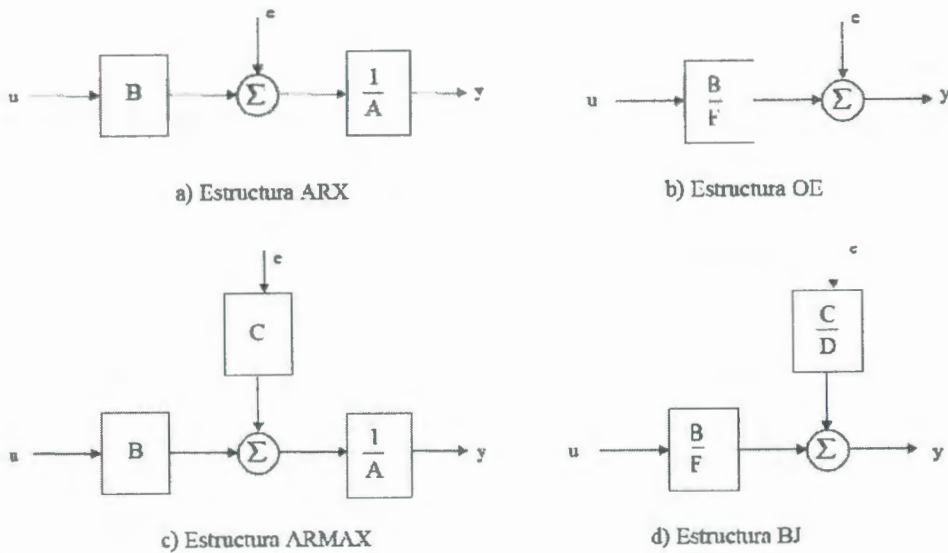 e
u B Σ 1/A y
a) Estructura ARX
e
u B/F Σ y
b) Estructura OE
e
C
u B Σ 1/A y
c) Estructura ARMAX
e
C/D
u B/F Σ y
d) Estructura BJ